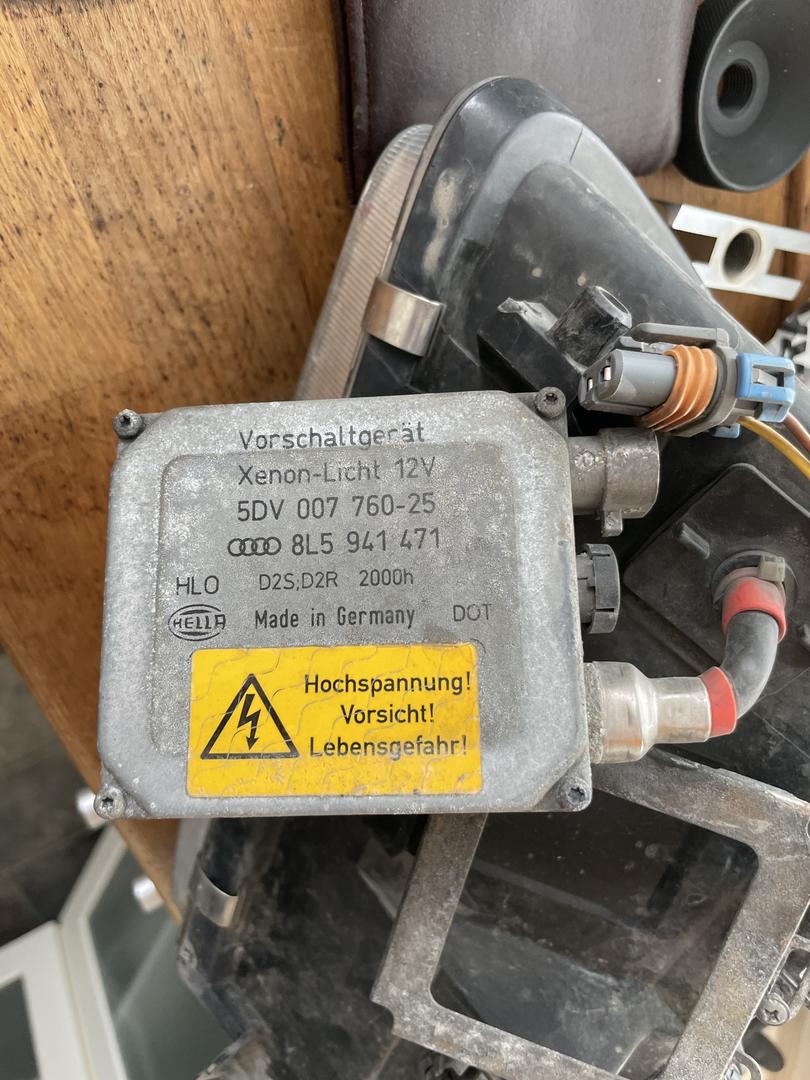 Vorschaltgerät
Xenon-Licht 12V
5DV 007 760-25
8L5 941 471
HLO D2S;D2R 2000h
HELLA Made in Germany DOT
Hochspannung!
Vorsicht!
Lebensgefahr!